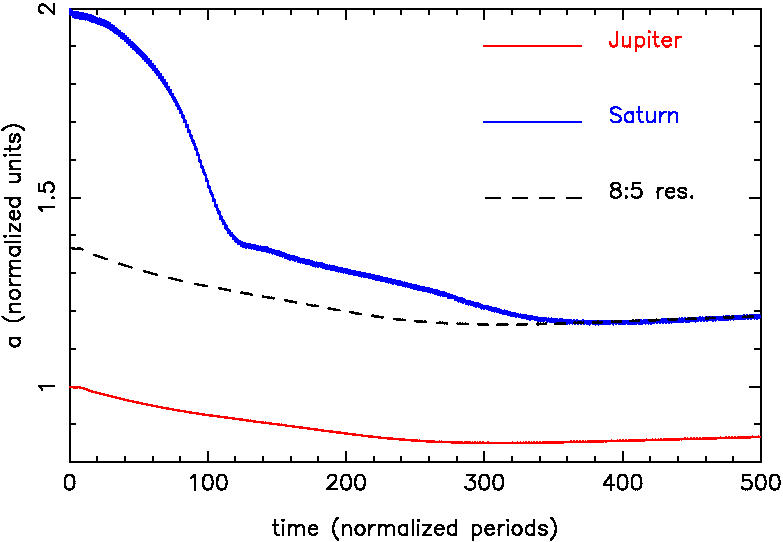 2
Jupiter
Saturn
1.5
8:5 res.
a (normalized units)
1
0 100 200 300 400 500
time (normalized periods)